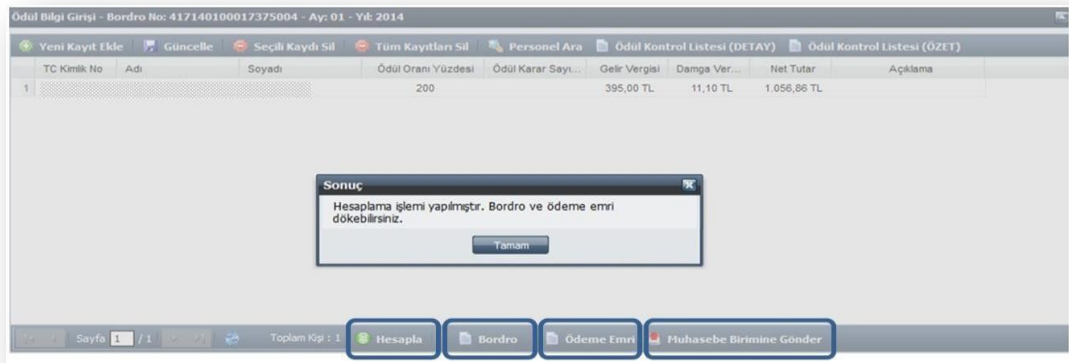 Ödül Bilgi Girişi - Bordro No: 417140100017375004 - Ay: 01 - Yıl: 2014
Yeni Kayıt Ekle Güncelle Seçili Kaydı Sil Tüm Kayıtları Sil Personel Ara Ödül Kontrol Listesi (DETAY) Ödül Kontrol Listesi (ÖZET)
TC Kimlik No Adı Soyadı Ödül Oranı Yüzdesi Ödül Karar Sayı... Gelir Vergisi Damga Ver... Net Tutar Açıklama
1 200 395,00 TL 11,10 TL 1.056,86 TL
Sonuç
Hesaplama işlemi yapılmıştır. Bordro ve ödeme emri
dökebilirsiniz.
Tamam
Sayfa 1 / 1 Toplam Kişi : 1 Hesapla Bordro Ödeme Emri Muhasebe Birimine Gönder